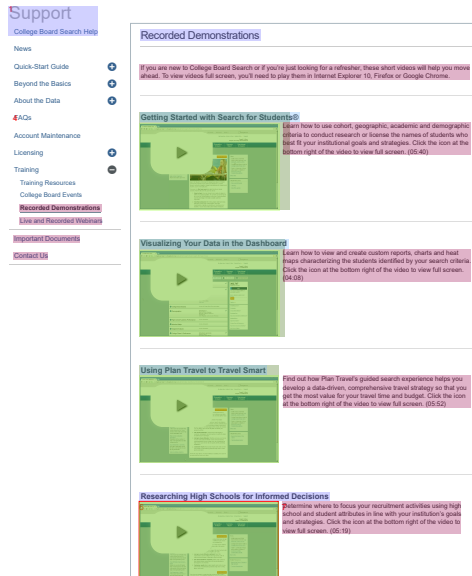 Support
College Board Search Help
News
Quick-Start Guide
Beyond the Basics
About the Data
FAQs
Account Maintenance
Licensing
Training
Training Resources
College Board Events
Recorded Demonstrations
Live and Recorded Webinars
Important Documents
Contact Us
Recorded Demonstrations
If you are new to College Board Search or if you're just looking for a refresher, these short videos will help you move
ahead. To view videos full screen, you'll need to play them in Internet Explorer 10, Firefox or Google Chrome.
Getting Started with Search for Students®
Learn how to use cohort, geographic, academic and demographic
criteria to conduct research or license the names of students who
best fit your institutional goals and strategies. Click the icon at the
bottom right of the video to view full screen. (05:40)
Visualizing Your Data in the Dashboard
Learn how to view and create custom reports, charts and heat
maps characterizing the students identified by your search criteria.
Click the icon at the bottom right of the video to view full screen.
(04:08)
Using Plan Travel to Travel Smart
Find out how Plan Travel's guided search experience helps you
develop a data-driven, comprehensive travel strategy so that you
get the most value for your travel time and budget. Click the icon
at the bottom right of the video to view full screen. (05:52)
Researching High Schools for Informed Decisions
Determine where to focus your recruitment activities using high
school and student attributes in line with your institution's goals
and strategies. Click the icon at the bottom right of the video to
view full screen. (05:19)